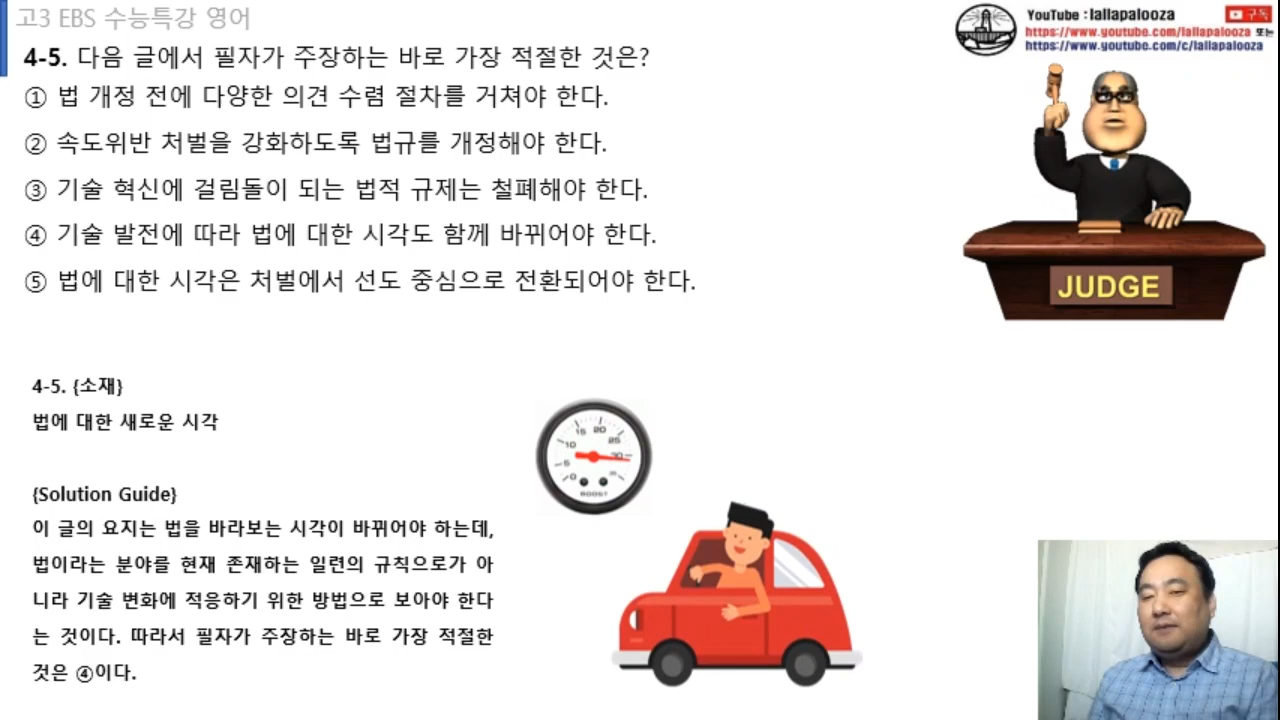 고3 EBS 수능특강 영어
YouTube : lallapalooza
구독
https://www.youtube.com/lallapalooza 또는
https://www.youtube.com/c/lallapalooza
4-5. 다음 글에서 필자가 주장하는 바로 가장 적절한 것은?
① 법 개정 전에 다양한 의견 수렴 절차를 거쳐야 한다.
② 속도위반 처벌을 강화하도록 법규를 개정해야 한다.
③ 기술 혁신에 걸림돌이 되는 법적 규제는 철폐해야 한다.
④ 기술 발전에 따라 법에 대한 시각도 함께 바뀌어야 한다.
⑤ 법에 대한 시각은 처벌에서 선도 중심으로 전환되어야 한다.
JUDGE
4-5. {소재}
법에 대한 새로운 시각
{Solution Guide}
이 글의 요지는 법을 바라보는 시각이 바뀌어야 하는데,
법이라는 분야를 현재 존재하는 일련의 규칙으로가 아
니라 기술 변화에 적응하기 위한 방법으로 보아야 한다
는 것이다. 따라서 필자가 주장하는 바로 가장 적절한
것은 ④이다.
0 5 10 15 20 25 30
BOOST